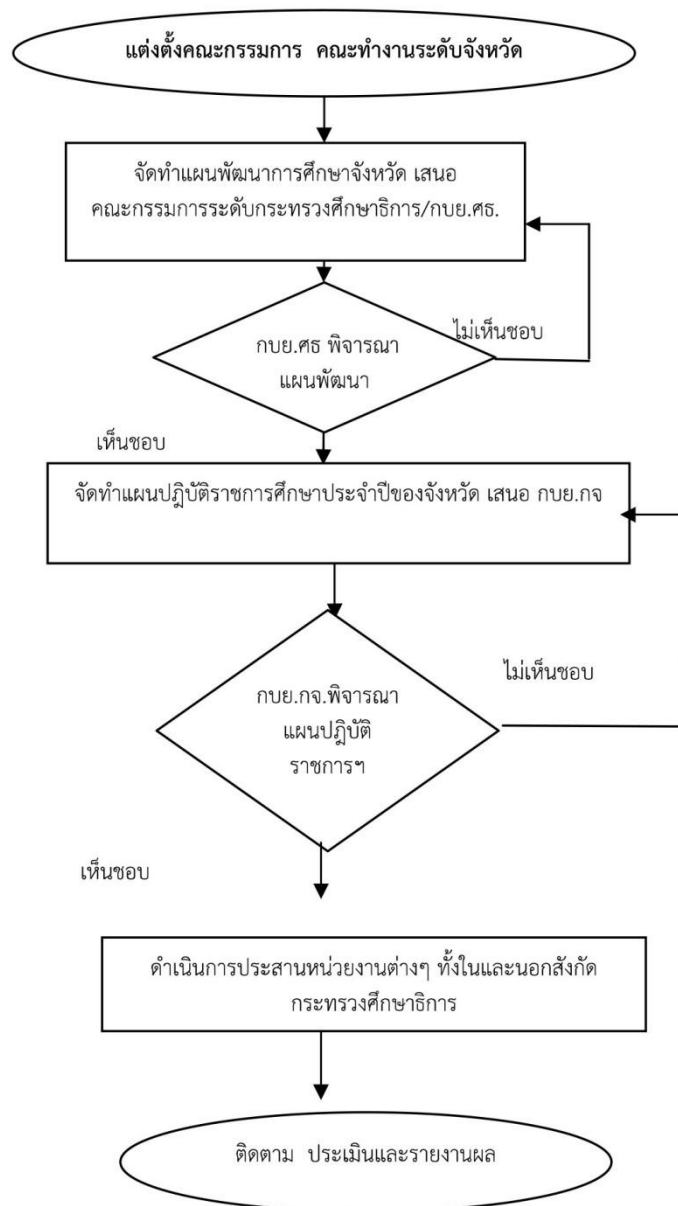 แต่งตั้งคณะกรรมการ คณะทำงานระดับจังหวัด
จัดทำแผนพัฒนาการศึกษาจังหวัด เสนอ
คณะกรรมการระดับกระทรวงศึกษาธิการ/กบย.ศธ.
ไม่เห็นชอบ
กบย.ศธ พิจารณา
แผนพัฒนา
เห็นชอบ
จัดทำแผนปฎิบัติราชการศึกษาประจำปีของจังหวัด เสนอ กบย.กจ
ไม่เห็นชอบ
กบย.กจ.พิจารณา
แผนปฎิบัติ
ราชการฯ
เห็นชอบ
ดำเนินการประสานหน่วยงานต่างๆ ทั้งในและนอกสังกัด
กระทรวงศึกษาธิการ
ติดตาม ประเมินและรายงานผล